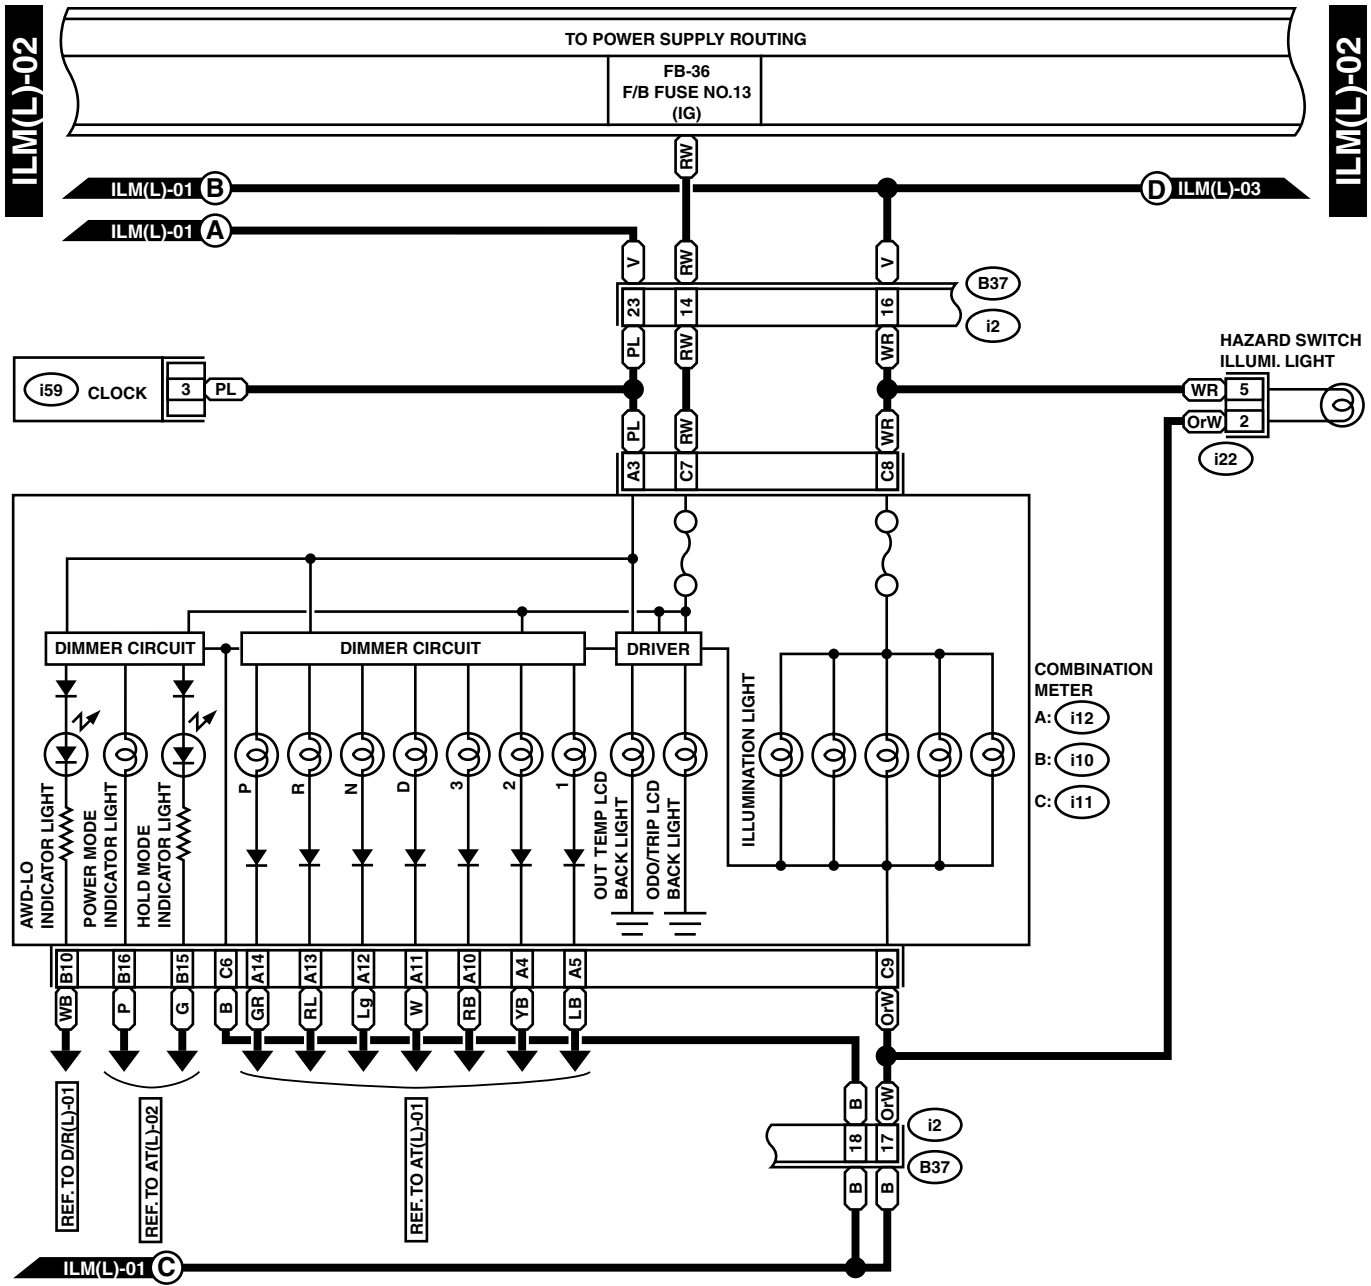 ILM(L)-02
ILM(L)-02
TO POWER SUPPLY ROUTING
FB-36
F/B FUSE NO.13
(IG)
RW
ILM(L)-01 B
D ILM(L)-03
ILM(L)-01 A
V
RW
V
B37
23
14
16
i2
PL
RW
WR
HAZARD SWITCH
ILLUMI. LIGHT
i59 CLOCK
3
PL
WR
5
OrW
2
i22
PL
RW
WR
A3
C7
C8
DIMMER CIRCUIT
DIMMER CIRCUIT
DRIVER
COMBINATION
METER
A: i12
B: i10
C: i11
AWD-LO
INDICATOR LIGHT
POWER MODE
INDICATOR LIGHT
HOLD MODE
INDICATOR LIGHT
P
R
N
D
3
2
1
OUT TEMP LCD
BACK LIGHT
ODO/TRIP LCD
BACK LIGHT
ILLUMINATION LIGHT
B10
B16
B15
C6
A14
A13
A12
A11
A10
A4
A5
C9
WB
P
G
B
GR
RL
Lg
W
RB
YB
LB
OrW
REF. TO D/R(L)-01
REF. TO AT(L)-02
REF. TO AT(L)-01
B
OrW
i2
18
17
B37
B
B
ILM(L)-01 C